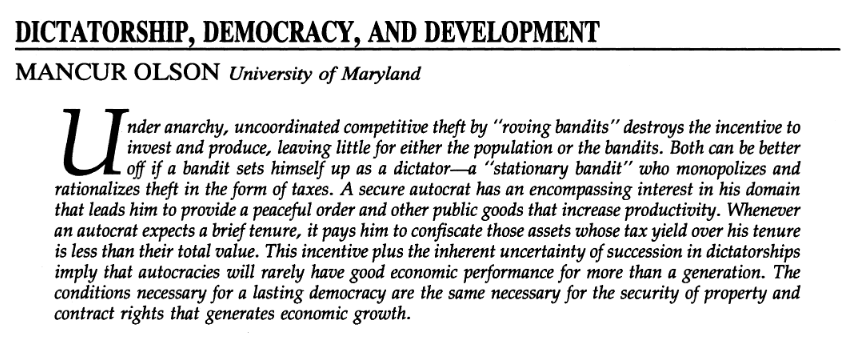 DICTATORSHIP, DEMOCRACY, AND DEVELOPMENT
MANCUR OLSON University of Maryland
Under anarchy, uncoordinated competitive theft by "roving bandits" destroys the incentive to
invest and produce, leaving little for either the population or the bandits. Both can be better
off if a bandit sets himself up as a dictator—a "stationary bandit" who monopolizes and
rationalizes theft in the form of taxes. A secure autocrat has an encompassing interest in his domain
that leads him to provide a peaceful order and other public goods that increase productivity. Whenever
an autocrat expects a brief tenure, it pays him to confiscate those assets whose tax yield over his tenure
is less than their total value. This incentive plus the inherent uncertainty of succession in dictatorships
imply that autocracies will rarely have good economic performance for more than a generation. The
conditions necessary for a lasting democracy are the same necessary for the security of property and
contract rights that generates economic growth.